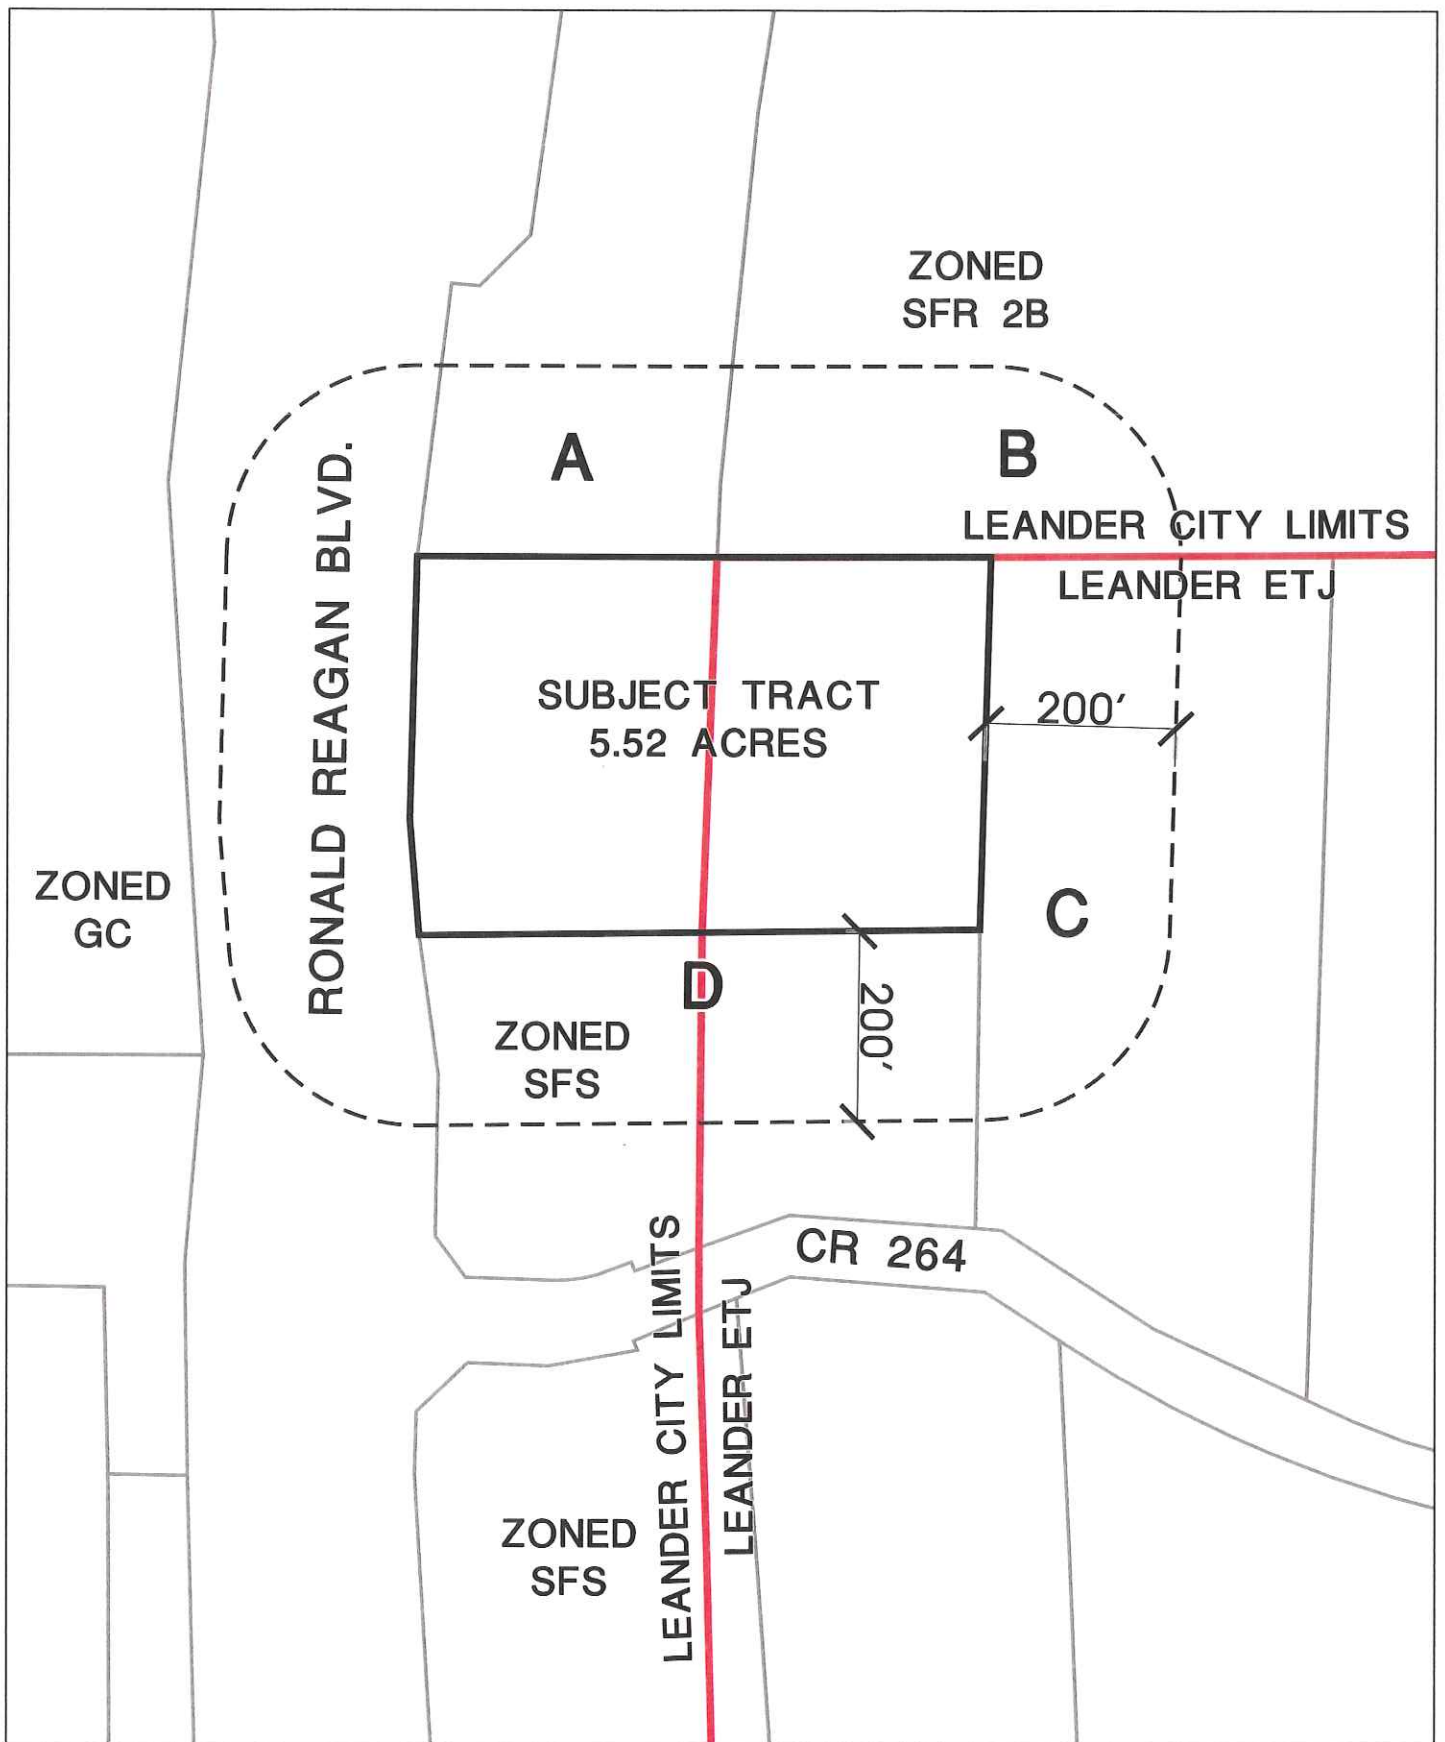 ZONED
SFR 2B
A
B
RONALD REAGAN BLVD.
LEANDER CITY LIMITS
LEANDER ETJ
SUBJECT TRACT
5.52 ACRES
200'
ZONED
GC
C
D
200'
ZONED
SFS
CR 264
LEANDER CITY LIMITS
LEANDER ETJ
ZONED
SFS